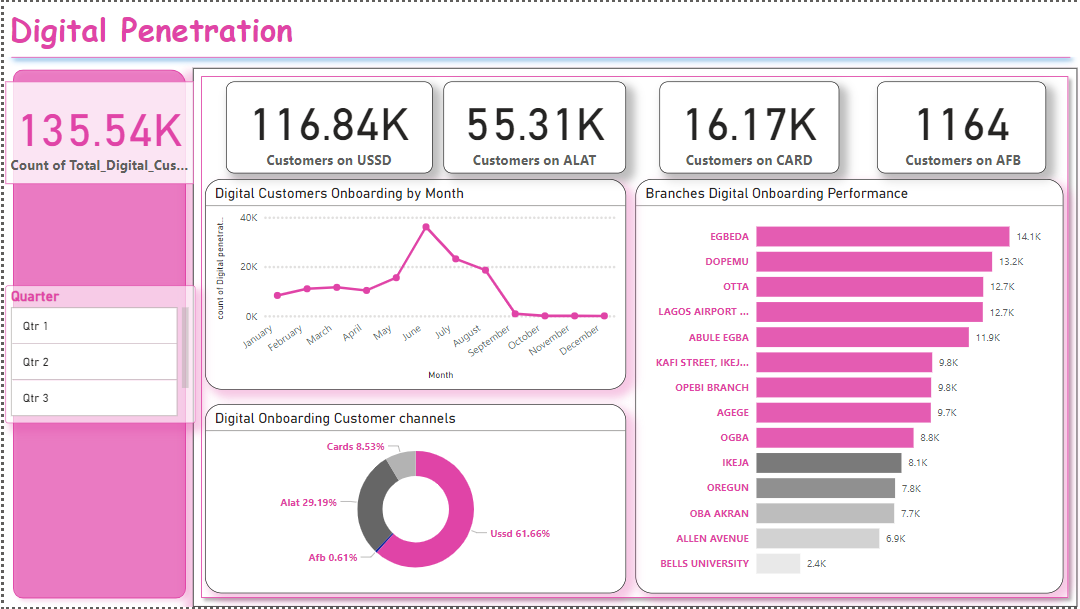 Digital Penetration
135.54K
Count of Total_Digital_Cus...
Quarter
Qtr 1
Qtr 2
Qtr 3
116.84K
Customers on USSD
55.31K
Customers on ALAT
16.17K
Customers on CARD
1164
Customers on AFB
Digital Customers Onboarding by Month
count of Digital penetrat..
40K
20K
0K
January
February
March
April
May
June
July
August
September
October
November
December
Month
Digital Onboarding Customer channels
Cards 8.53%
Alat 29.19%
Afb 0.61%
Ussd 61.66%
Branches Digital Onboarding Performance
EGBEDA 14.1K
DOPEMU 13.2K
OTTA 12.7K
LAGOS AIRPORT ... 12.7K
ABULE EGBA 11.9K
KAFI STREET, IKEJ... 9.8K
OPEBI BRANCH 9.8K
AGEGE 9.7K
OGBA 8.8K
IKEJA 8.1K
OREGUN 7.8K
OBA AKRAN 7.7K
ALLEN AVENUE 6.9K
BELLS UNIVERSITY 2.4K